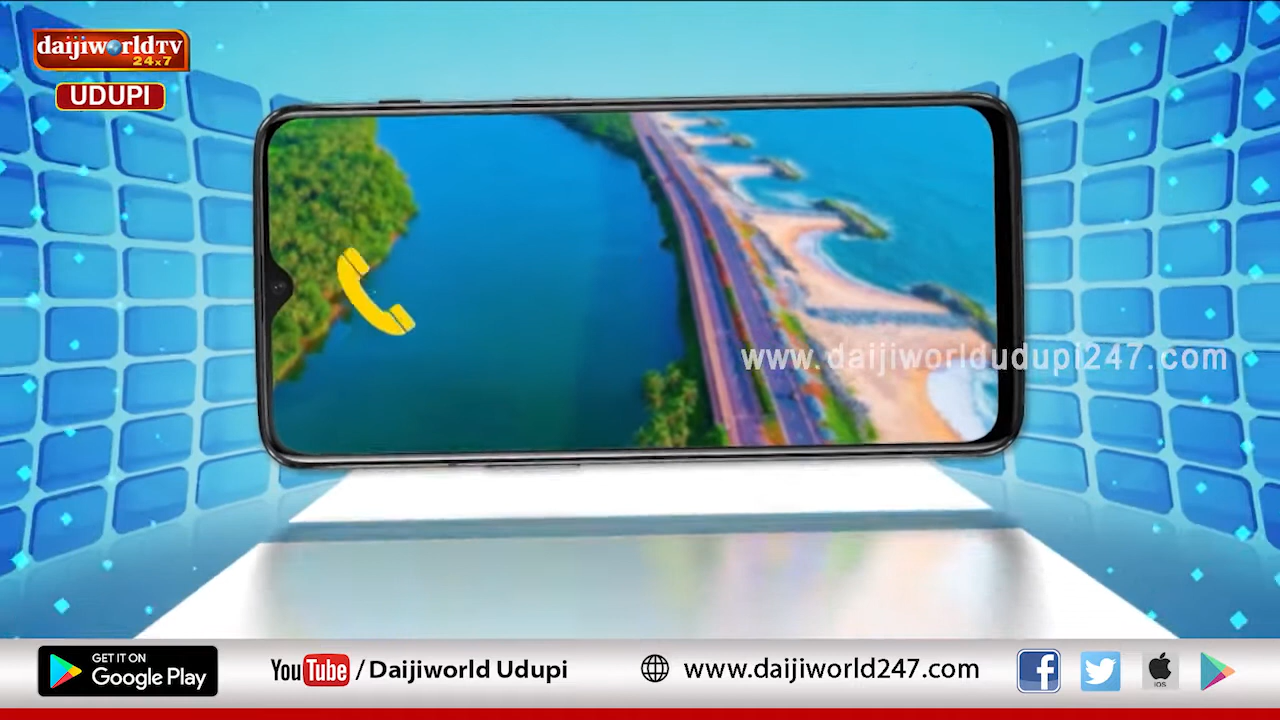 daijiworldTV
24x7
UDUPI
www.daijiworldudupi247.com
GET IT ON
Google Play
YouTube / Daijiworld Udupi
www.daijiworld247.com
iOS